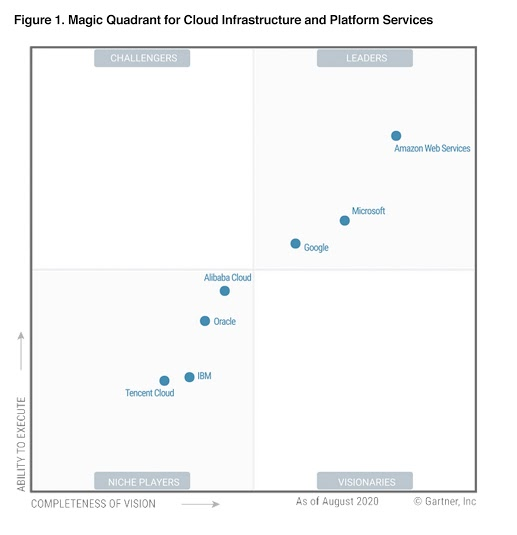 Figure 1. Magic Quadrant for Cloud Infrastructure and Platform Services
CHALLENGERS
LEADERS
Amazon Web Services
Microsoft
Google
Alibaba Cloud
Oracle
IBM
Tencent Cloud
ABILITY TO EXECUTE
NICHE PLAYERS
VISIONARIES
COMPLETENESS OF VISION
As of August 2020
© Gartner, Inc